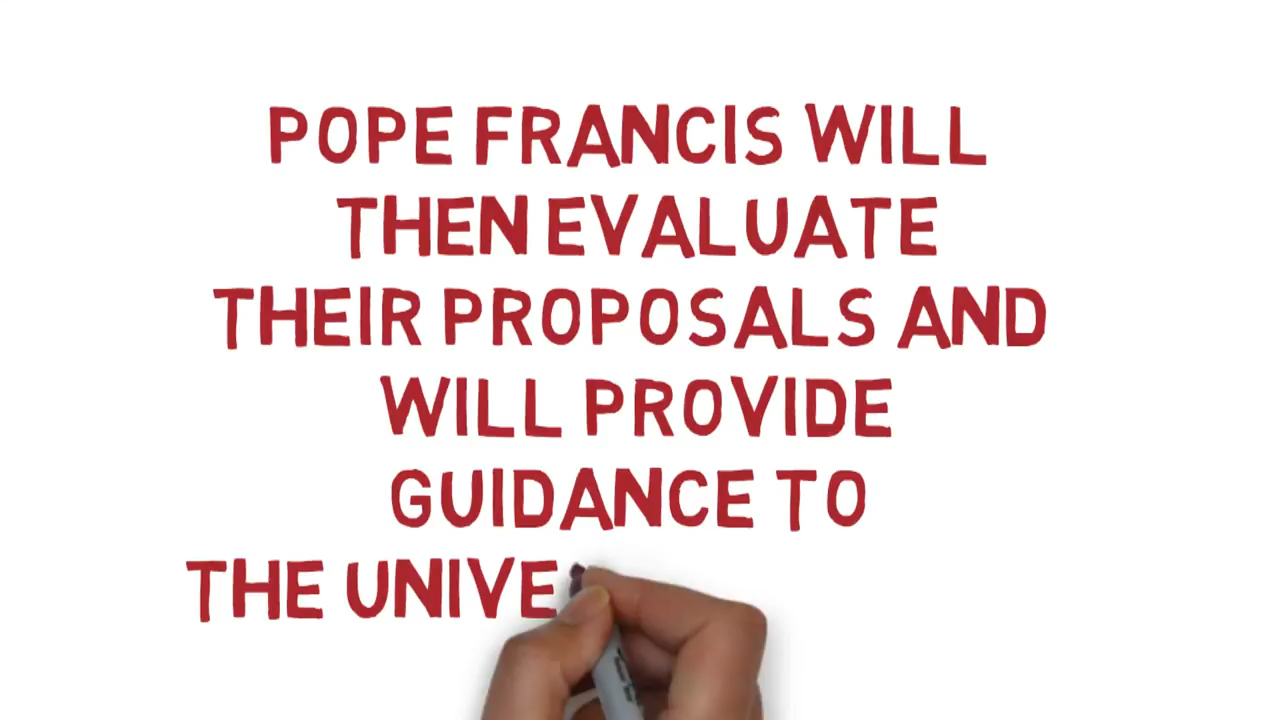 POPE FRANCIS WILL
THEN EVALUATE
THEIR PROPOSALS AND
WILL PROVIDE
GUIDANCE TO
THE UNIVE